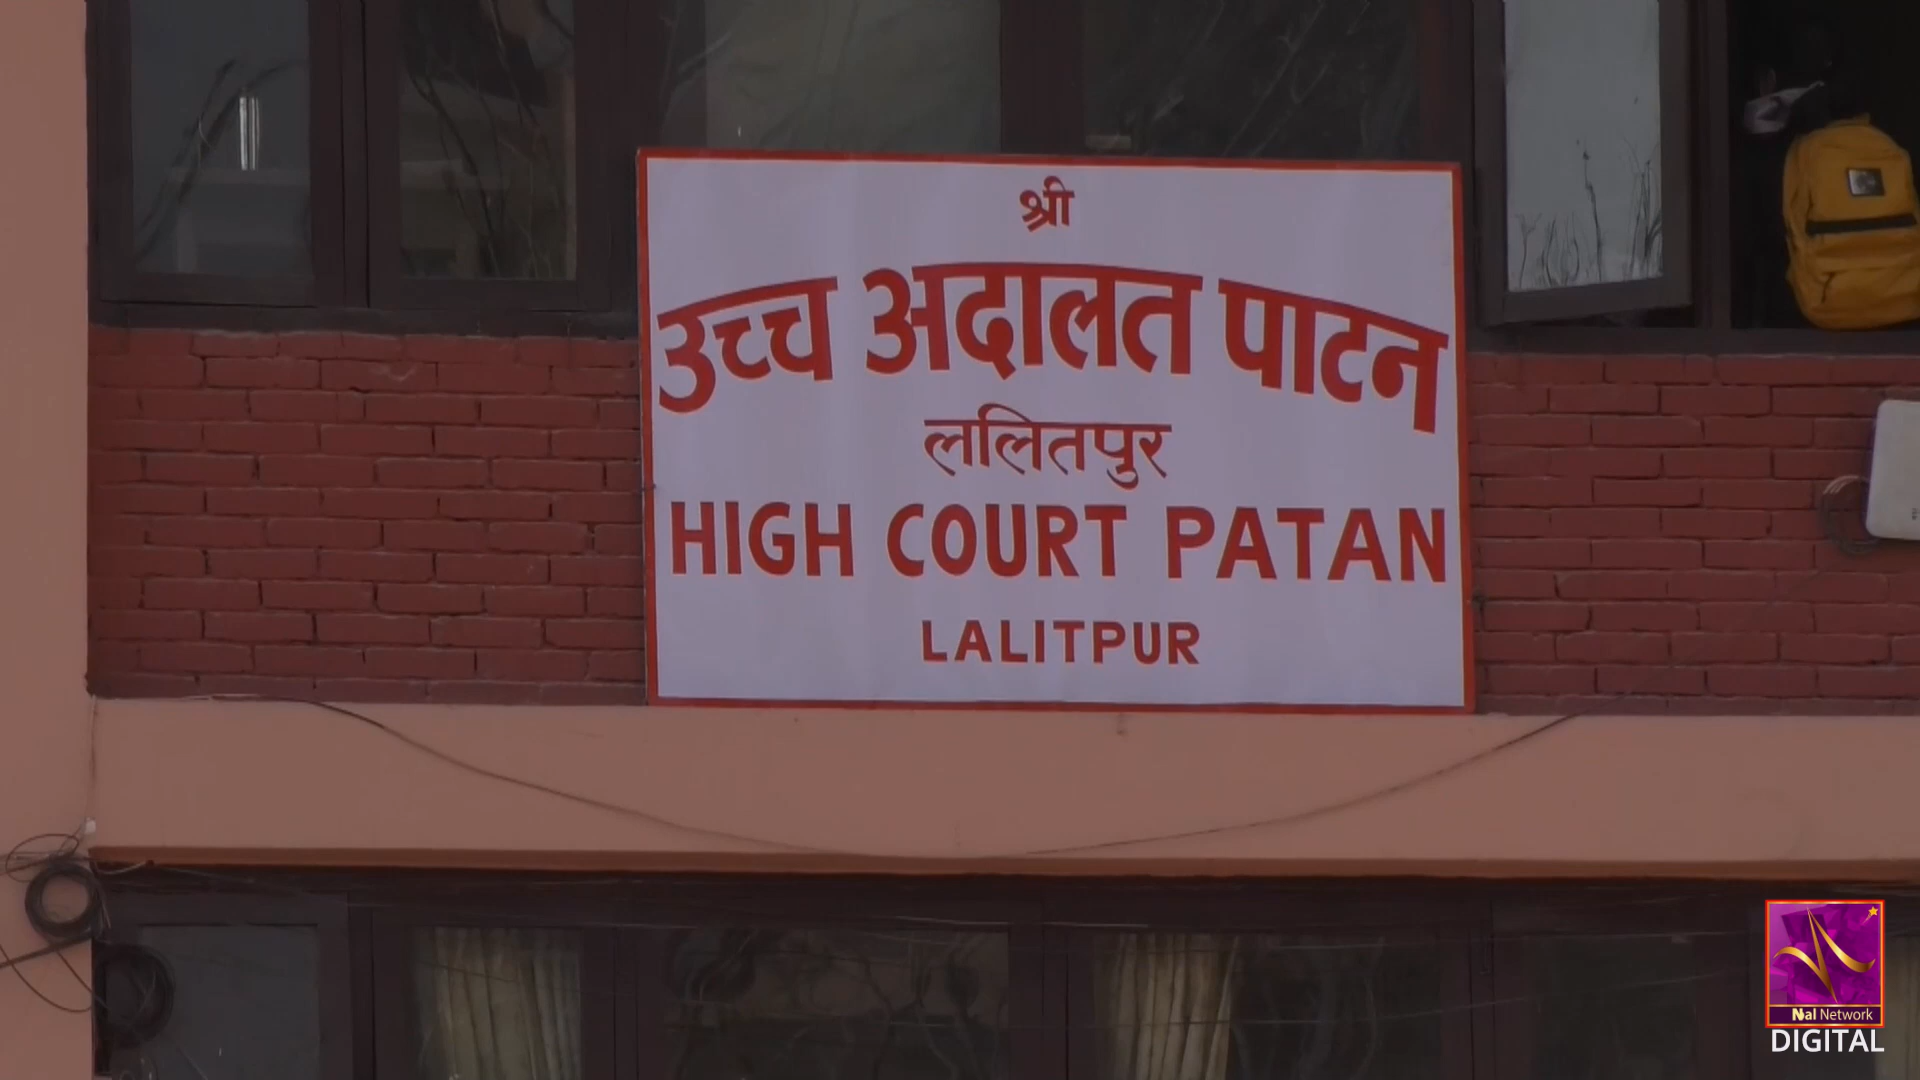 श्री
उच्च अदालत पाटन
ललितपुर
HIGH COURT PATAN
LALITPUR
Nal Network
DIGITAL